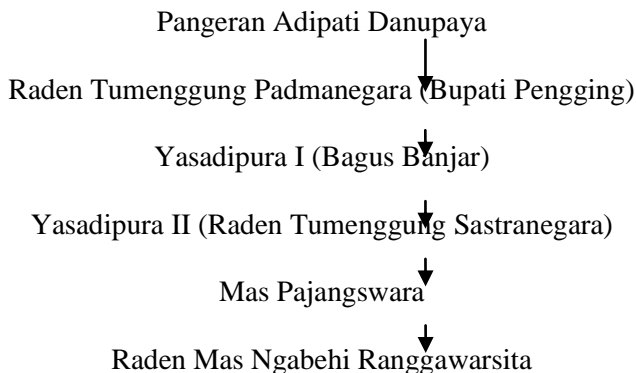 Pangeran Adipati Danupaya
Raden Tumenggung Padmanegara (Bupati Pengging)
Yasadipura I (Bagus Banjar)
Yasadipura II (Raden Tumenggung Sastranegara)
Mas Pajangswara
Raden Mas Ngabehi Ranggawarsita